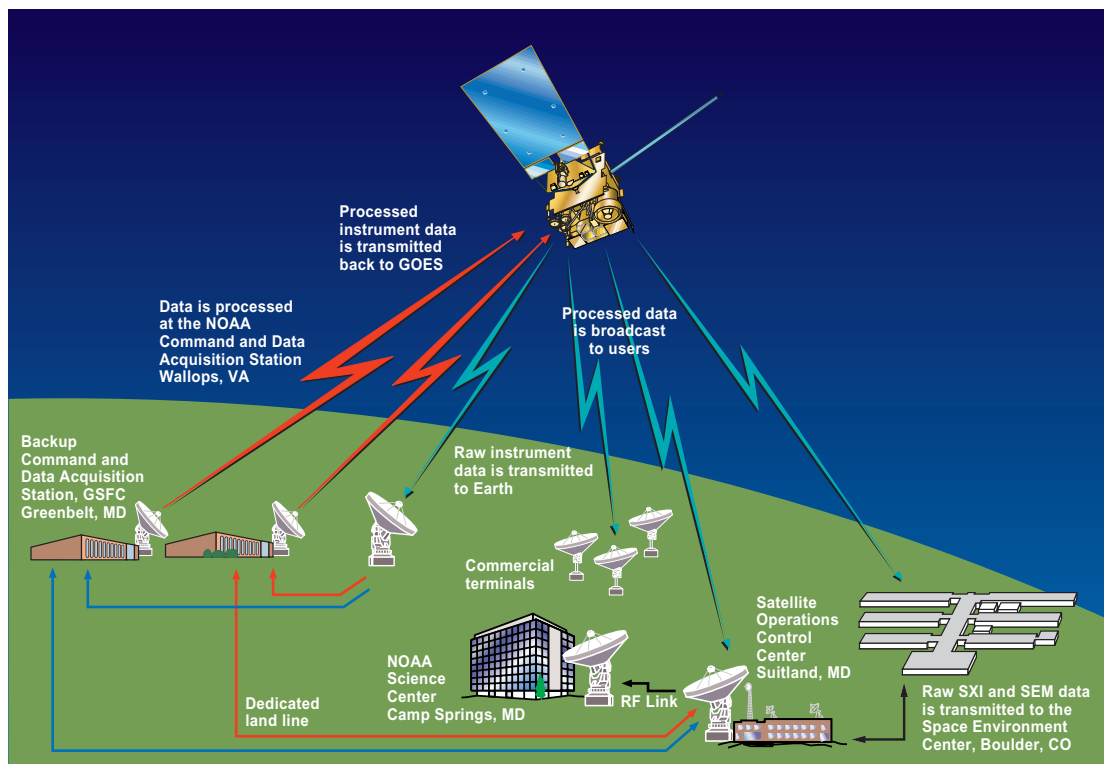 Processed
instrument data
is transmitted
back to GOES
Data is processed
at the NOAA
Command and Data
Acquisition Station
Wallops, VA
Processed data
is broadcast
to users
Backup
Command and
Data Acquisition
Station, GSFC
Greenbelt, MD
Raw instrument
data is transmitted
to Earth
Commercial
terminals
Satellite
Operations
Control
Center
Suitland, MD
NOAA
Science
Center
Camp Springs, MD
RF Link
Dedicated
land line
Raw SXI and SEM data
is transmitted to the
Space Environment
Center, Boulder, CO